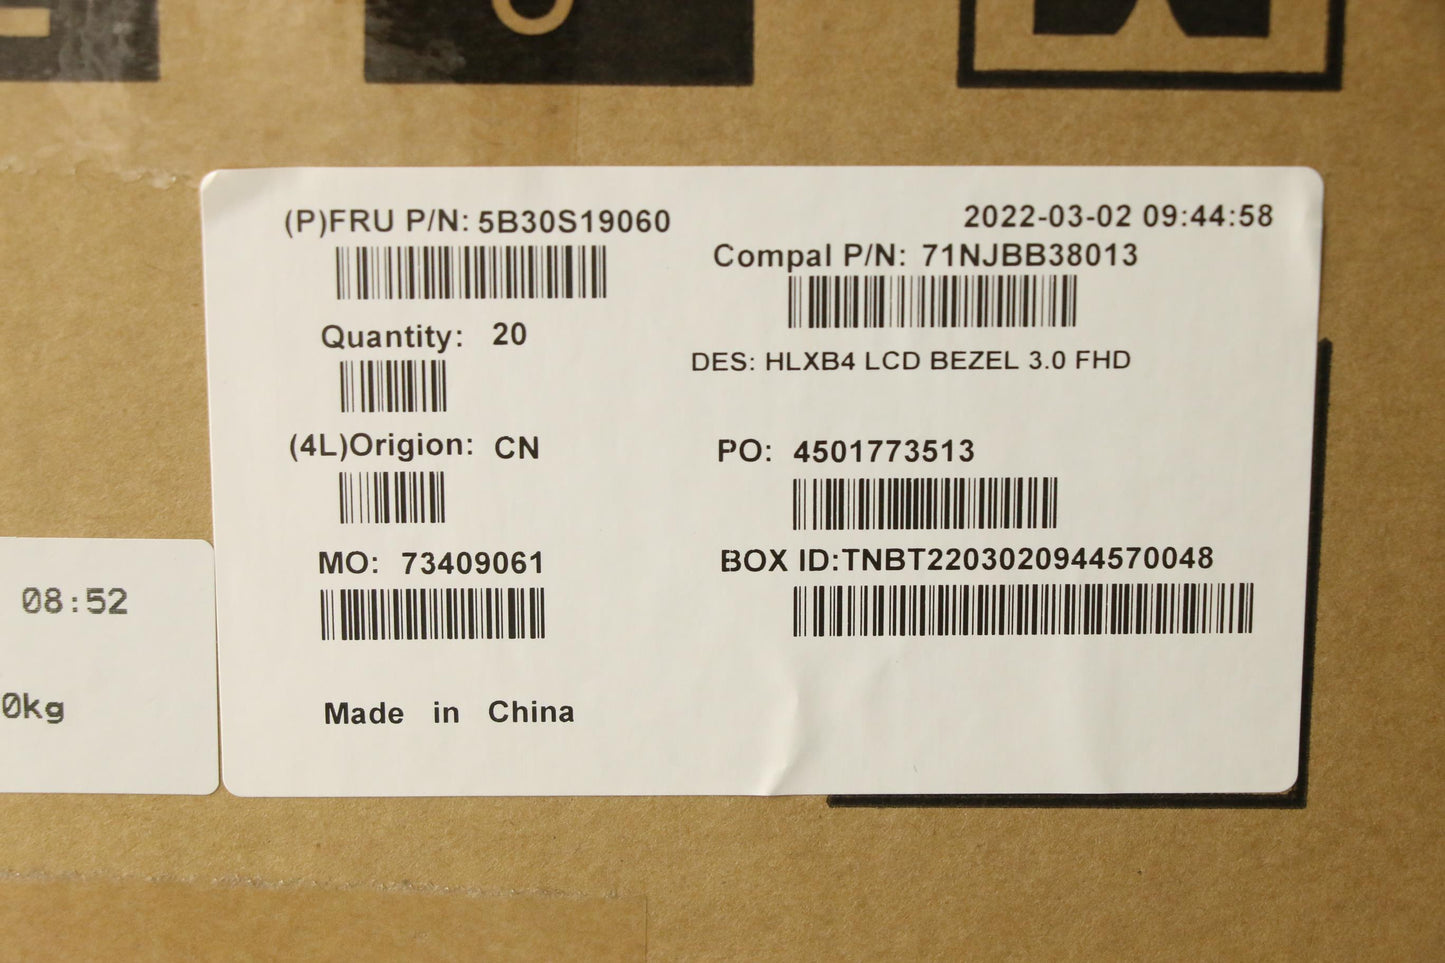 (P)FRU P/N: 5B30S19060
2022-03-02 09:44:58
Compal P/N: 71NJBB38013
Quantity: 20
DES: HLXB4 LCD BEZEL 3.0 FHD
(4L)Origion: CN
PO: 4501773513
MO: 73409061
BOX ID:TNBT2203020944570048
Made in China
08:52
0kg